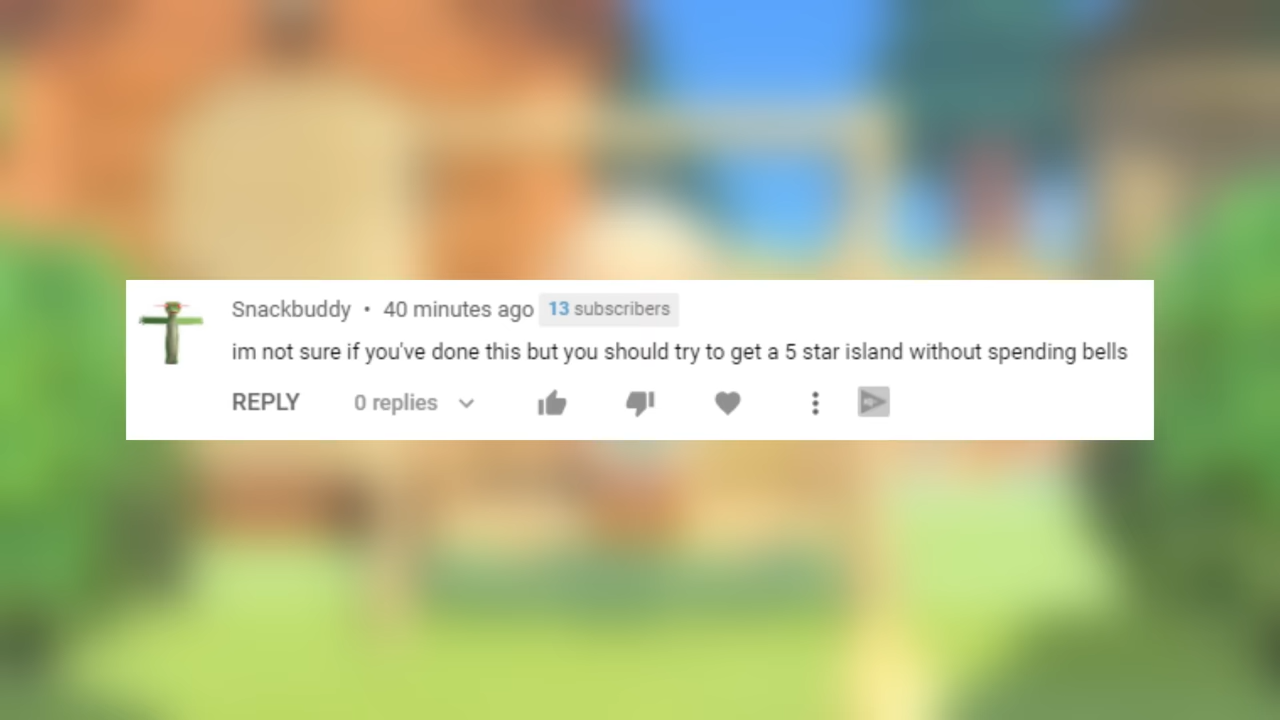 Snackbuddy • 40 minutes ago 13 subscribers
im not sure if you've done this but you should try to get a 5 star island without spending bells
REPLY 0 replies